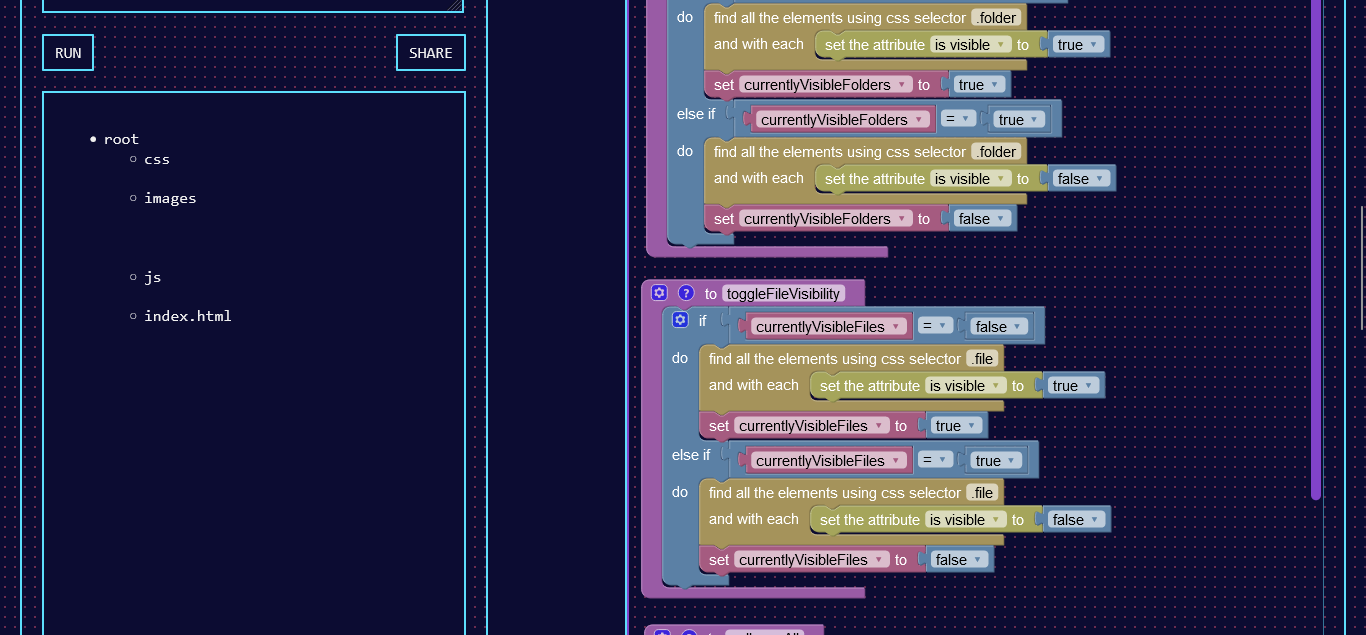 RUN
SHARE
root
css
images
js
index.html
do find all the elements using css selector .folder
and with each set the attribute is visible to true
set currentlyVisibleFolders to true
else if currentlyVisibleFolders = true
do find all the elements using css selector .folder
and with each set the attribute is visible to false
set currentlyVisibleFolders to false
? to toggleFileVisibility
if currentlyVisibleFiles = false
do find all the elements using css selector .file
and with each set the attribute is visible to true
set currentlyVisibleFiles to true
else if currentlyVisibleFiles = true
do find all the elements using css selector .file
and with each set the attribute is visible to false
set currentlyVisibleFiles to false